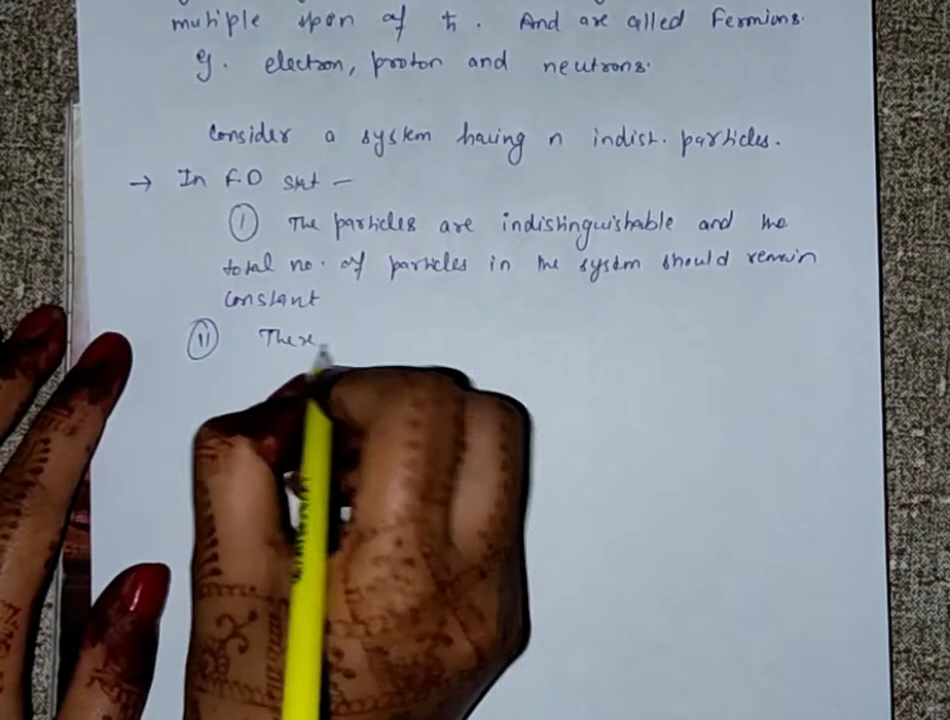 multiple spin of ħ. And are called Fermions.
eg. electron, proton and neutrons.
Consider a system having n indist. particles.
→ In F.D stat —
(i) The particles are indistinguishable and the
total no. of particles in the system should remain
constant
(ii) There